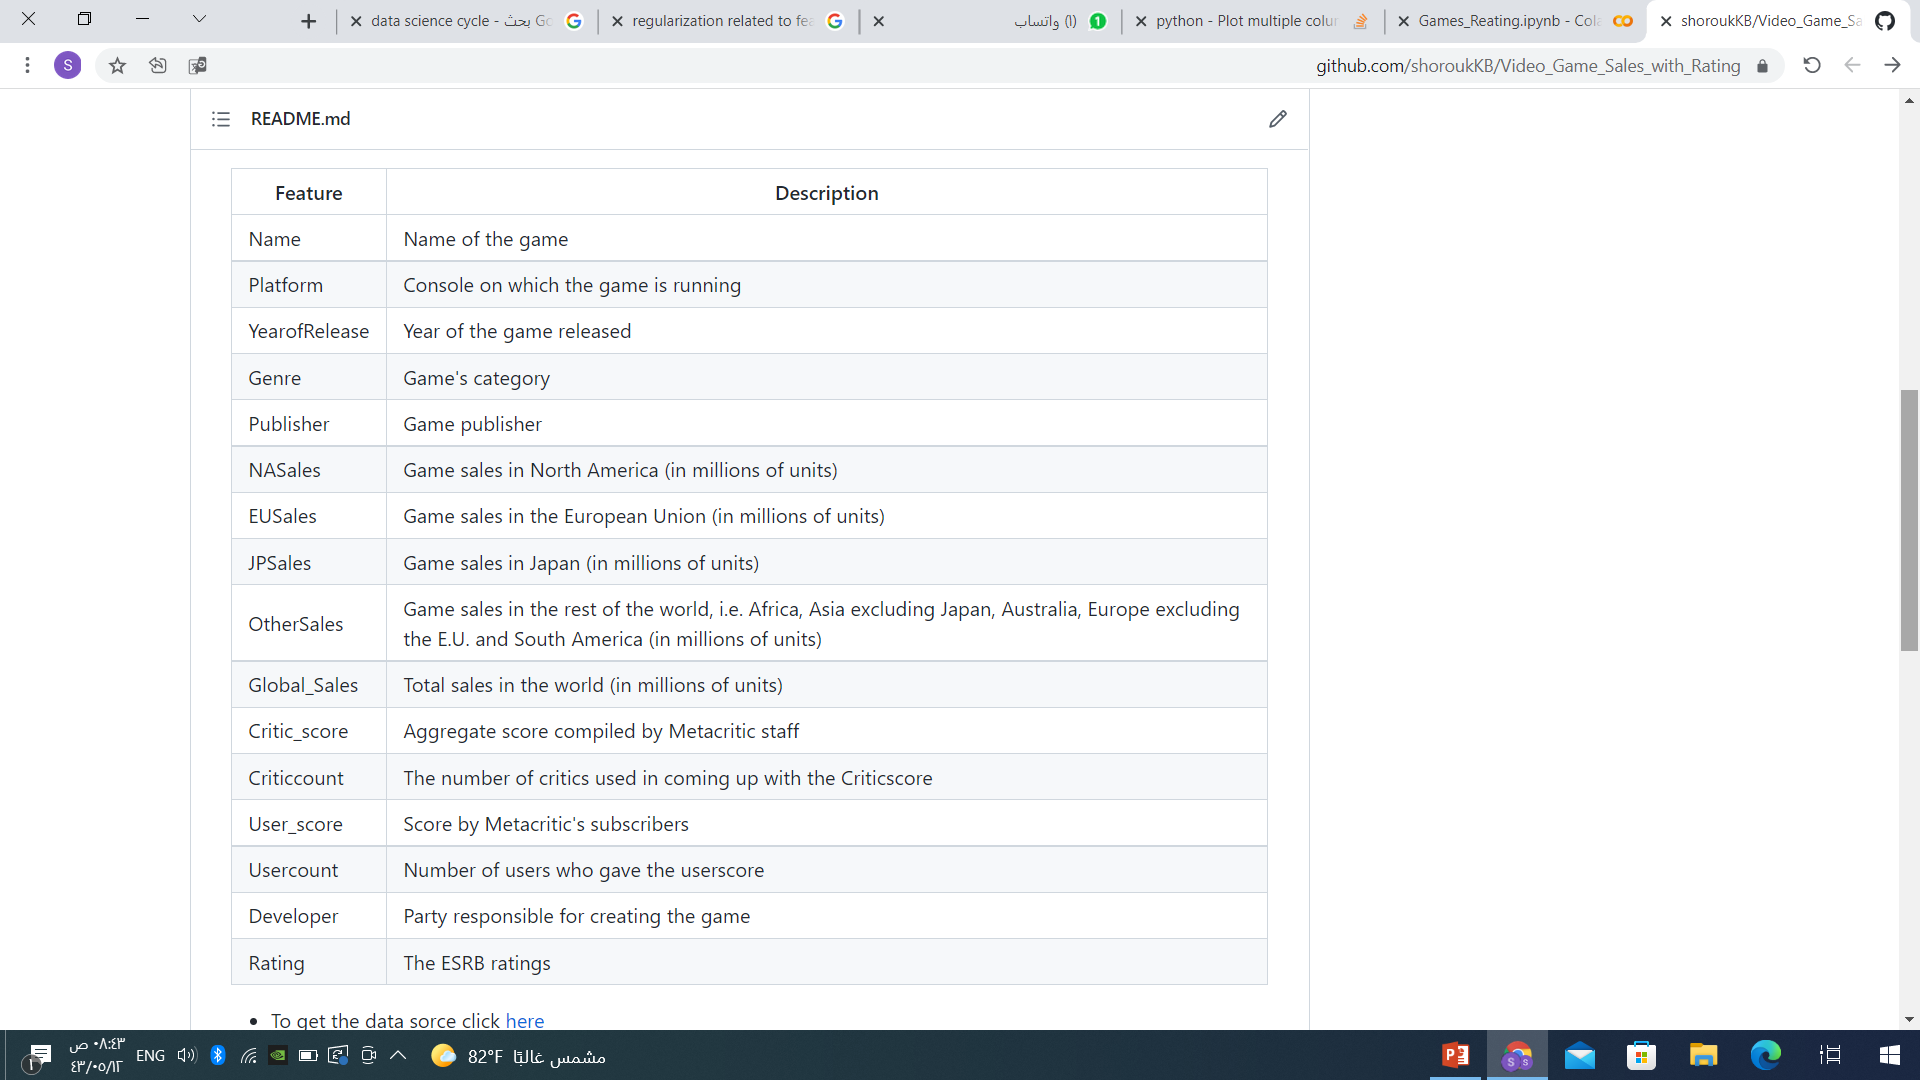 data science cycle - بحث Go
regularization related to fea
(١) واتساب
python - Plot multiple colum
Games_Reating.ipynb - Cola
shoroukKB/Video_Game_Sa
S
github.com/shoroukKB/Video_Game_Sales_with_Rating
README.md
Feature Description
Name Name of the game
Platform Console on which the game is running
YearofRelease Year of the game released
Genre Game's category
Publisher Game publisher
NASales Game sales in North America (in millions of units)
EUSales Game sales in the European Union (in millions of units)
JPSales Game sales in Japan (in millions of units)
OtherSales Game sales in the rest of the world, i.e. Africa, Asia excluding Japan, Australia, Europe excluding
the E.U. and South America (in millions of units)
Global_Sales Total sales in the world (in millions of units)
Critic_score Aggregate score compiled by Metacritic staff
Criticcount The number of critics used in coming up with the Criticscore
User_score Score by Metacritic's subscribers
Usercount Number of users who gave the userscore
Developer Party responsible for creating the game
Rating The ESRB ratings
To get the data sorce click here
٠٨:٤٣ ص
٤٣/٠٥/١٢
ENG
82°F مشمس غالبًا